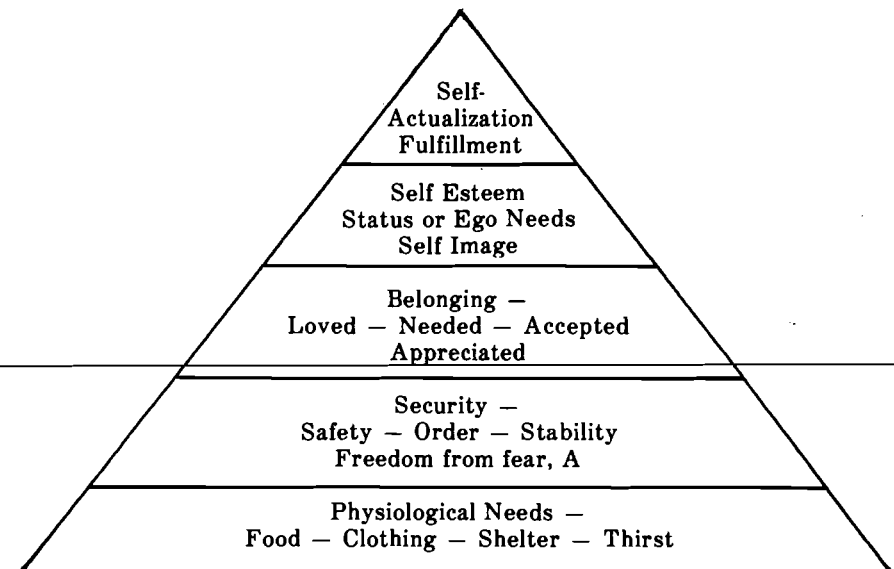 Self-
Actualization
Fulfillment
Self Esteem
Status or Ego Needs
Self Image
Belonging —
Loved — Needed — Accepted
Appreciated
Security —
Safety — Order — Stability
Freedom from fear, A
Physiological Needs —
Food — Clothing — Shelter — Thirst